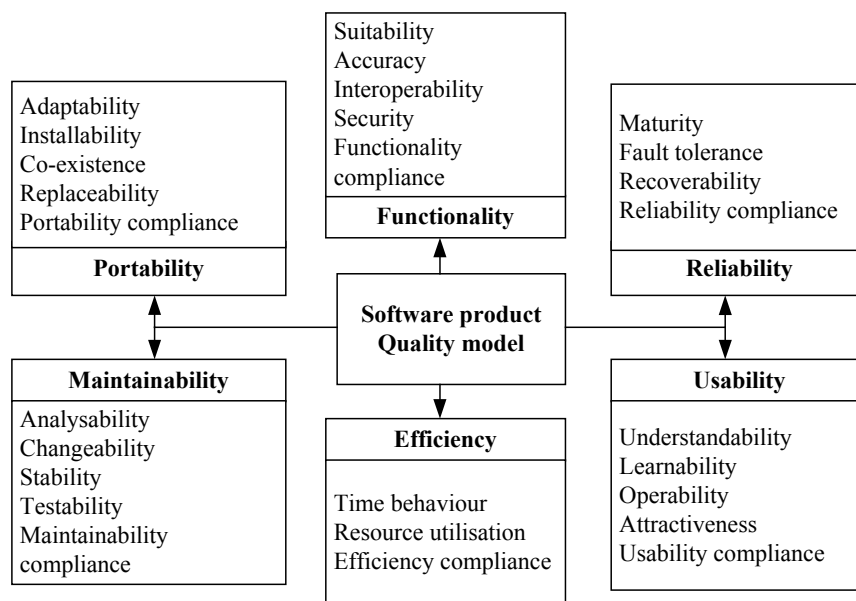 Suitability
Accuracy
Interoperability
Security
Functionality
compliance
Functionality
Adaptability
Installability
Co-existence
Replaceability
Portability compliance
Portability
Maturity
Fault tolerance
Recoverability
Reliability compliance
Reliability
Software product
Quality model
Maintainability
Analysability
Changeability
Stability
Testability
Maintainability
compliance
Efficiency
Time behaviour
Resource utilisation
Efficiency compliance
Usability
Understandability
Learnability
Operability
Attractiveness
Usability compliance